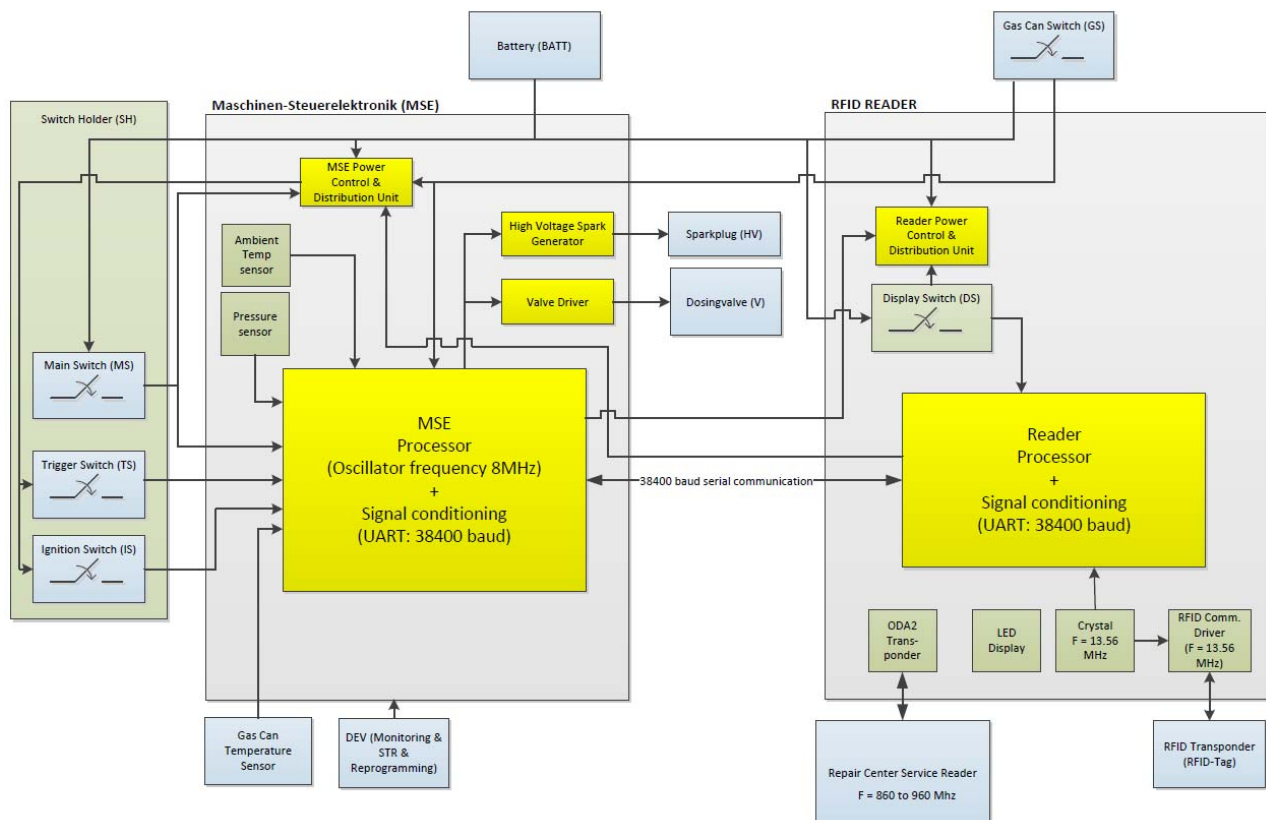 Battery (BATT)
Gas Can Switch (GS)
Maschinen-Steuerelektronik (MSE)
RFID READER
Switch Holder (SH)
MSE Power
Control &
Distribution Unit
Ambient
Temp
sensor
High Voltage Spark
Generator
Sparkplug (HV)
Reader Power
Control &
Distribution Unit
Pressure
sensor
Valve Driver
Dosingvalve (V)
Display Switch (DS)
Main Switch (MS)
MSE
Processor
(Oscillator frequency 8MHz)
+
Signal conditioning
(UART: 38400 baud)
Reader
Processor
+
Signal conditioning
(UART: 38400 baud)
Trigger Switch (TS)
38400 baud serial communication
Ignition Switch (IS)
ODA2
Trans-
ponder
LED
Display
Crystal
F = 13.56
MHz
RFID Comm.
Driver
(F = 13.56
MHz)
Gas Can
Temperature
Sensor
DEV (Monitoring &
STR &
Reprogramming)
Repair Center Service Reader
F = 860 to 960 Mhz
RFID Transponder
(RFID-Tag)